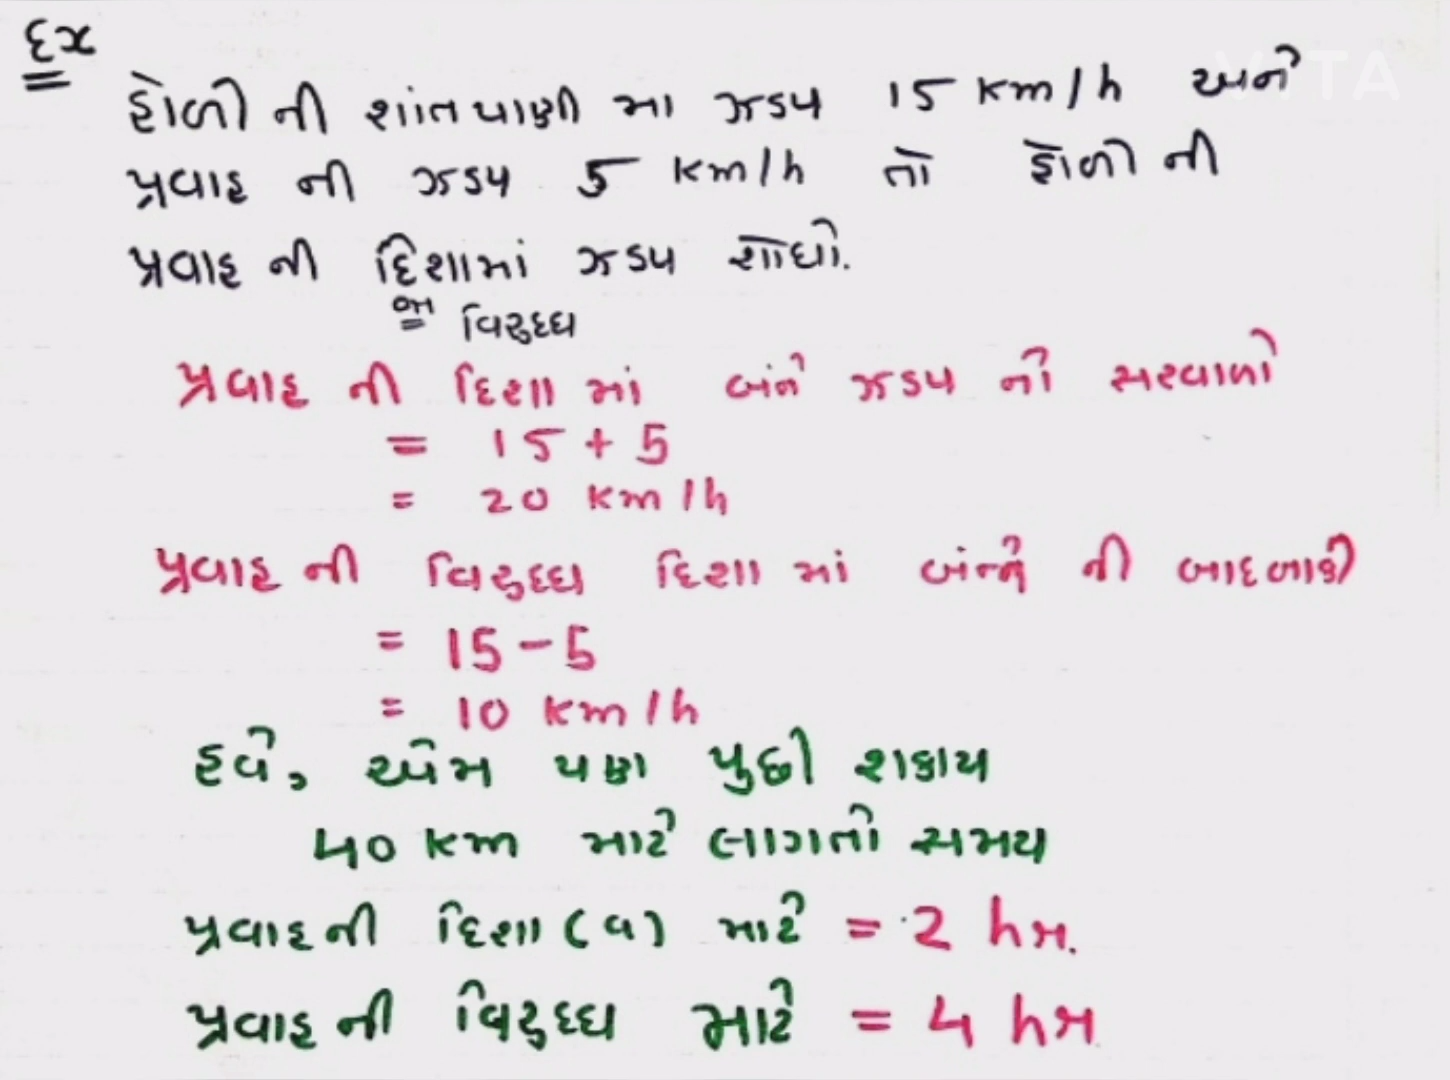 Ex
હોળી ની શાંત પાણી મા ઝડપ 15 km/h અને
પ્રવાહ ની ઝડપ 5 km/h તો હોળી ની
પ્રવાહ ની દિશામાં ઝડપ શોધો.
વિરુદ્ધ
પ્રવાહ ની દિશા માં બંને ઝડપ નો સરવાળો
= 15 + 5
= 20 km/h
પ્રવાહ ની વિરુદ્ધ દિશા માં બંન્ને ની બાદબાકી
= 15 - 5
= 10 km/h
હવે, એમ પણ પુછી શકાય
40 km માટે લાગતો સમય
પ્રવાહ ની દિશા માટે = 2 hr.
પ્રવાહ ની વિરુદ્ધ માટે = 4 hr